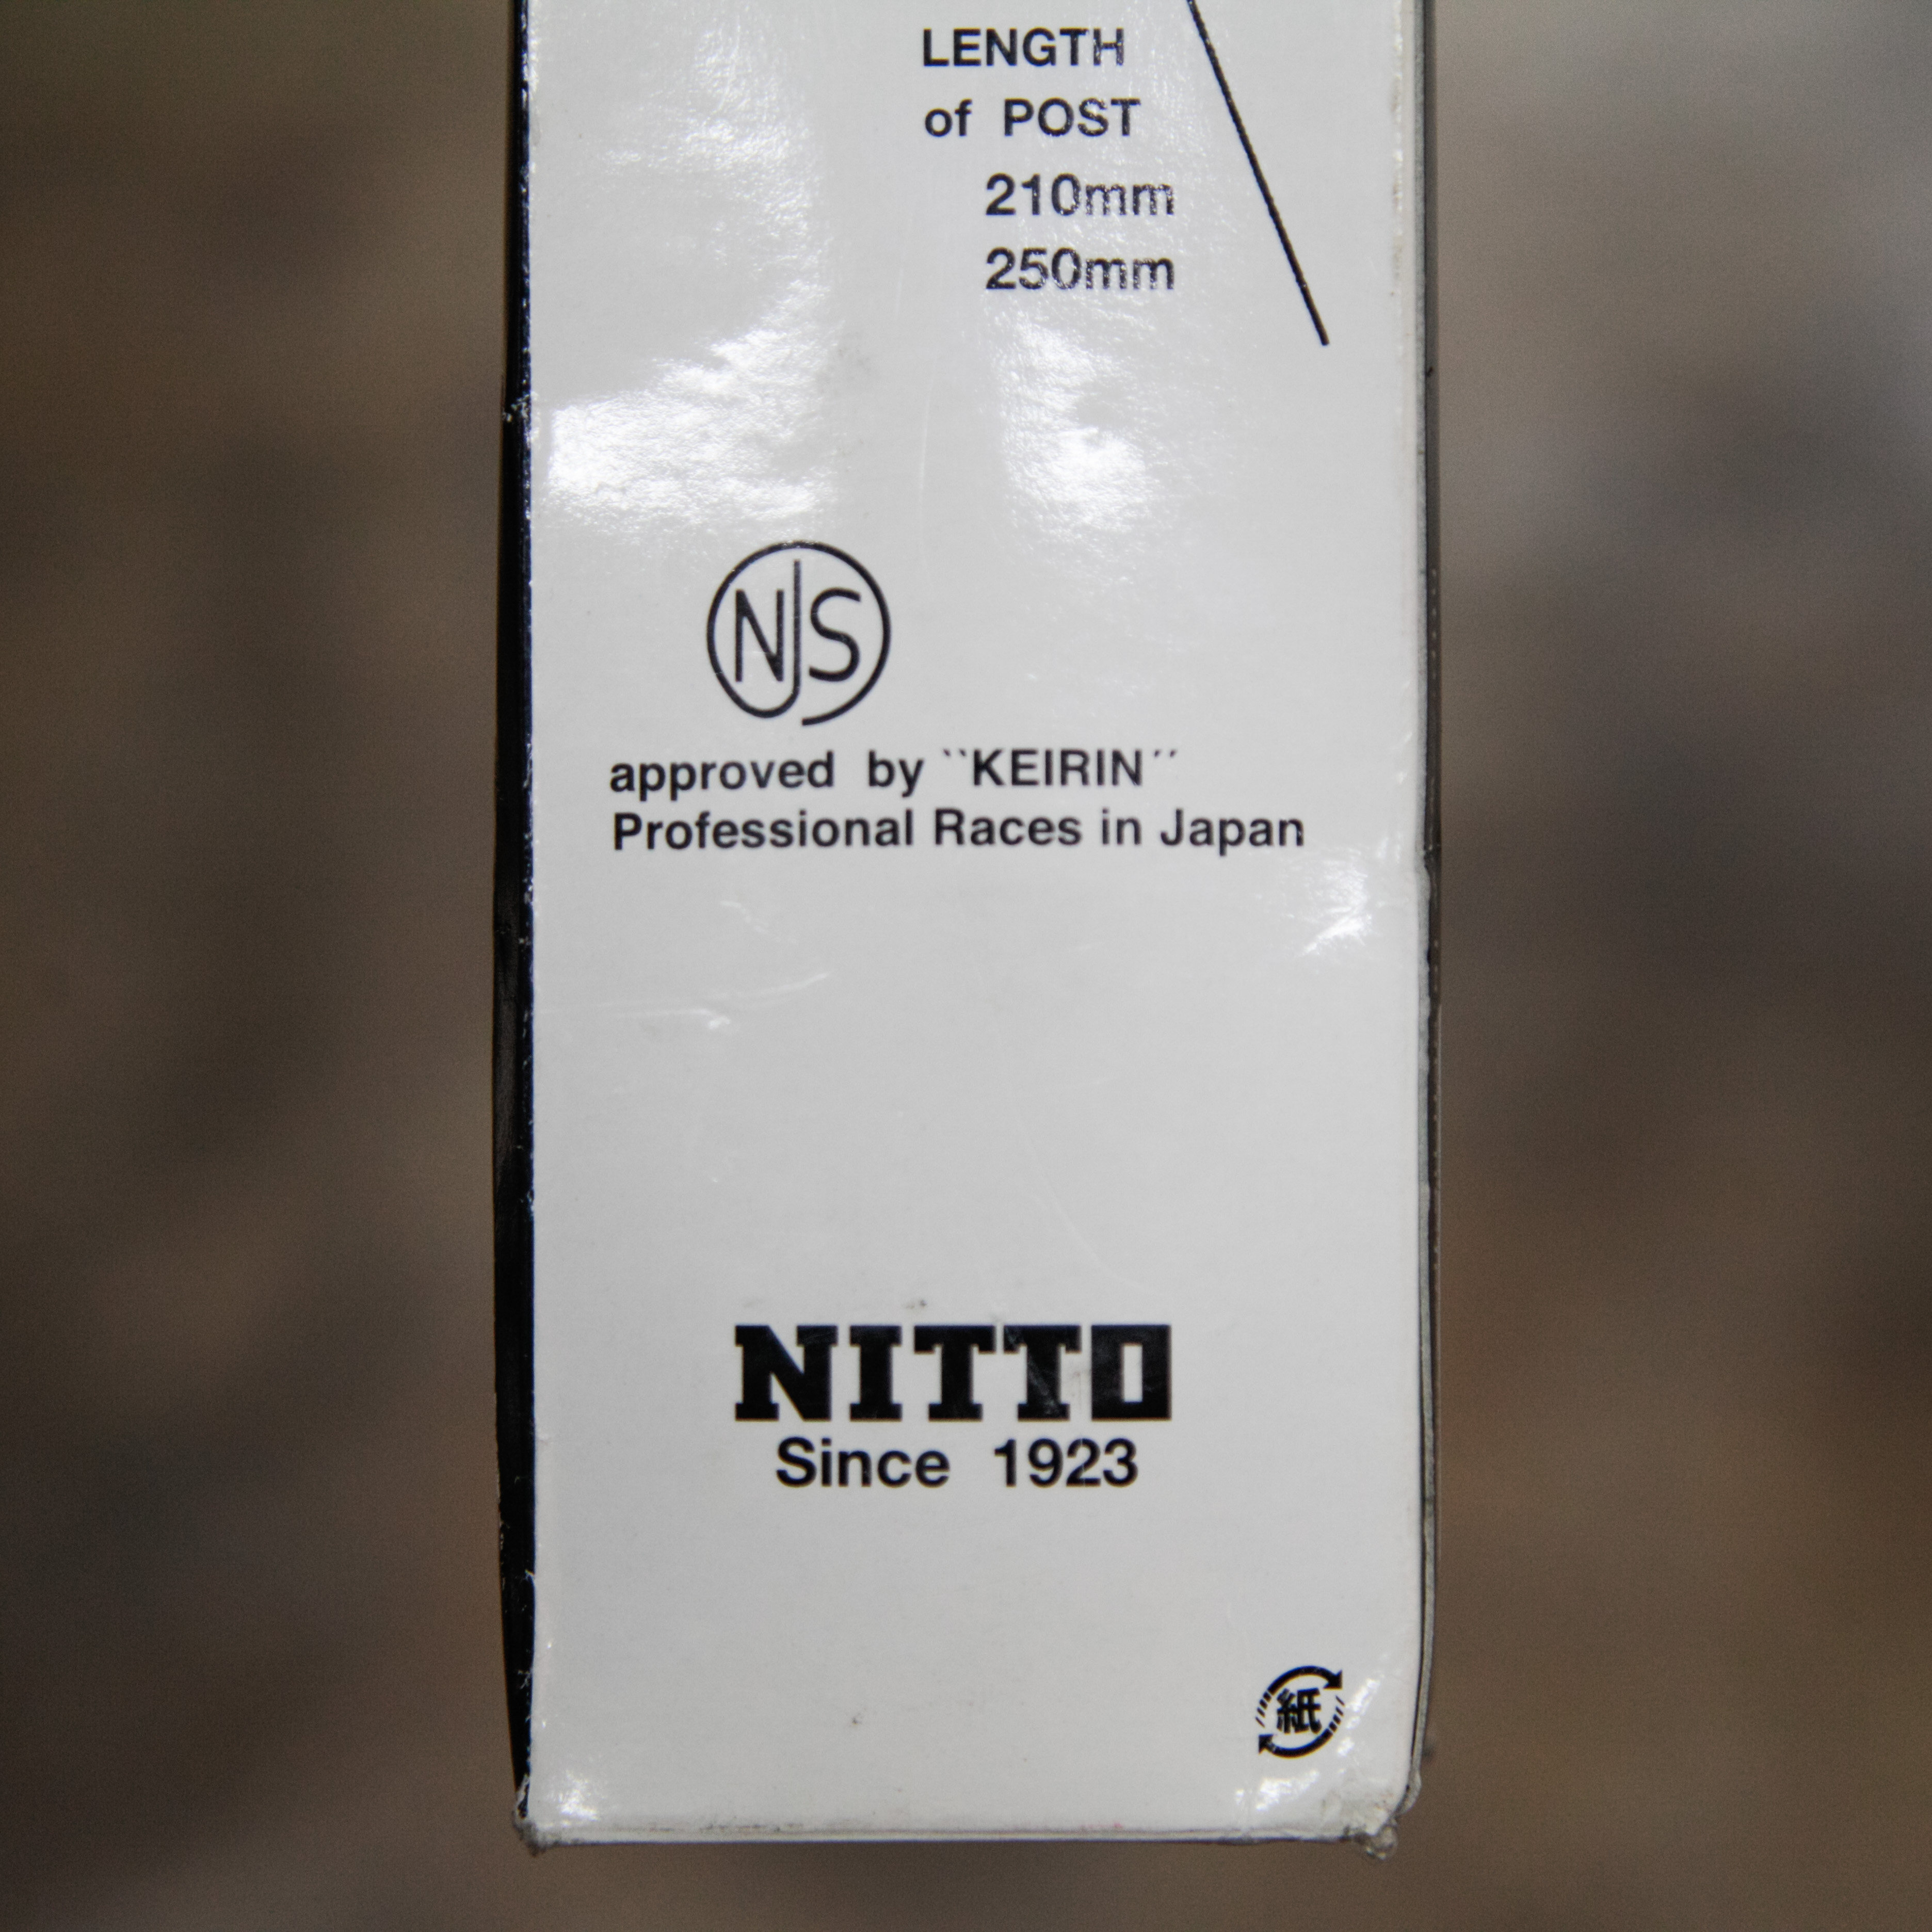 LENGTH
of POST
210mm
250mm
NJS
approved by ``KEIRIN´´
Professional Races in Japan
NITTO
Since 1923
紙